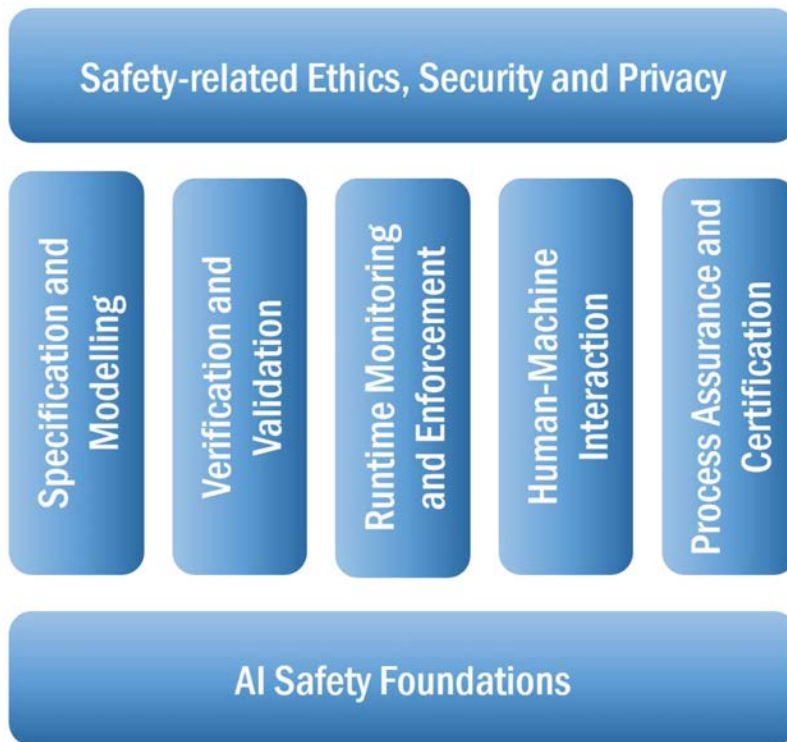 Safety-related Ethics, Security and Privacy
Specification and
Modelling
Verification and
Validation
Runtime Monitoring
and Enforcement
Human-Machine
Interaction
Process Assurance and
Certification
AI Safety Foundations